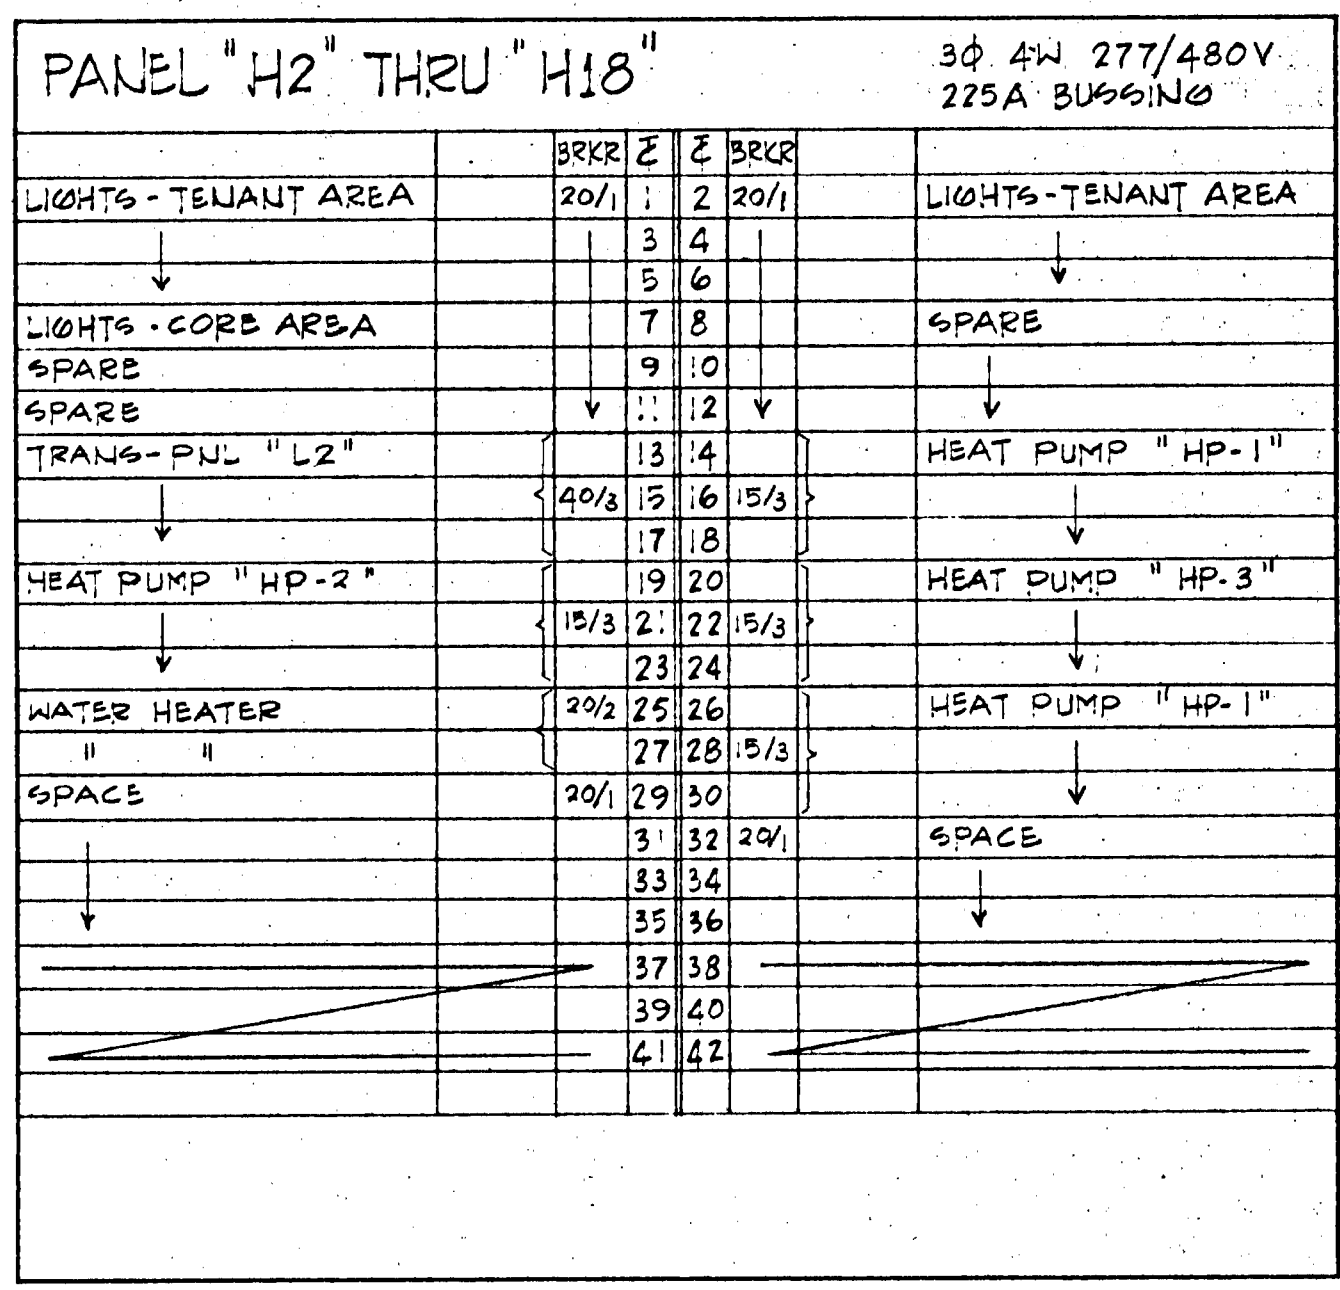 PANEL "H2" THRU "H18"
3Ø 4W 277/480V
225A BUSSING
BRKR BRKR
LIGHTS - TENANT AREA 20/1 1 2 20/1 LIGHTS - TENANT AREA
3 4
5 6
LIGHTS - CORE AREA 7 8 SPARE
SPARE 9 10
SPARE 11 12
TRANS - PNL "L2" 13 14 HEAT PUMP "HP-1"
40/3 15 16 15/3
17 18
HEAT PUMP "HP-2" 19 20 HEAT PUMP "HP-3"
15/3 21 22 15/3
23 24
WATER HEATER 20/2 25 26 HEAT PUMP "HP-1"
" " 27 28 15/3
SPACE 20/1 29 30
31 32 20/1 SPACE
33 34
35 36
37 38
39 40
41 42